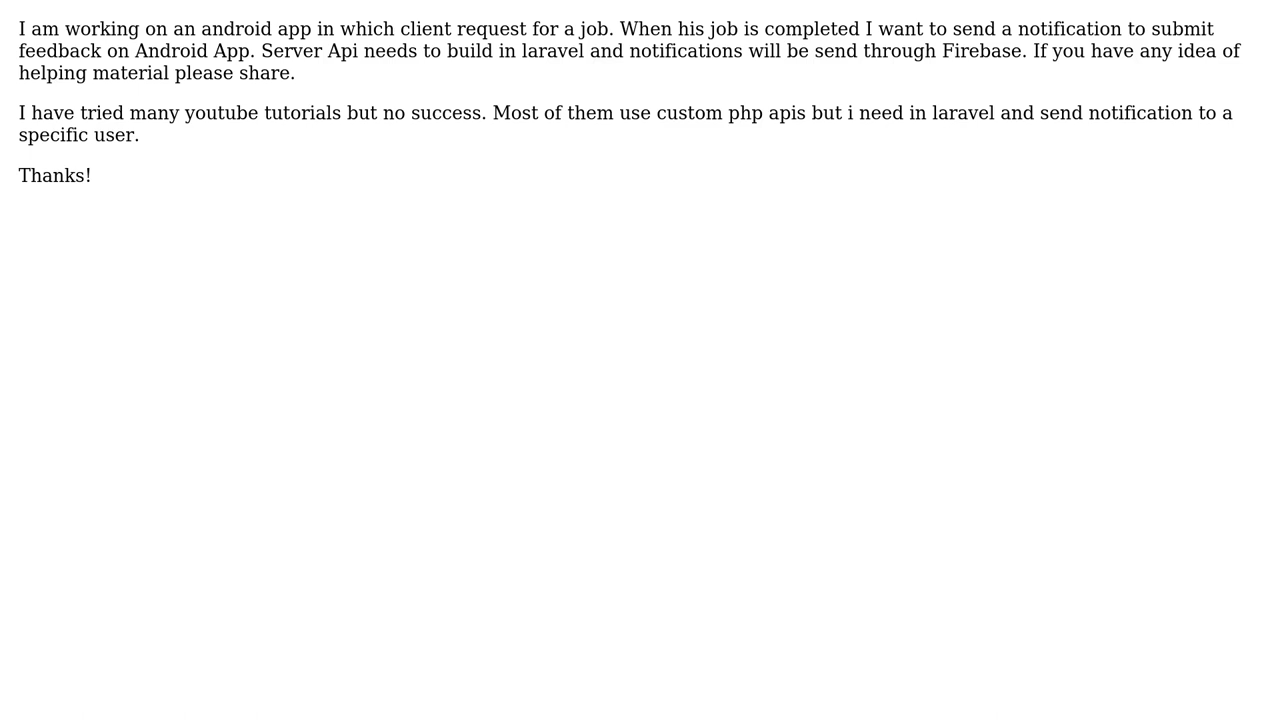 I am working on an android app in which client request for a job. When his job is completed I want to send a notification to submit
feedback on Android App. Server Api needs to build in laravel and notifications will be send through Firebase. If you have any idea of
helping material please share.
I have tried many youtube tutorials but no success. Most of them use custom php apis but i need in laravel and send notification to a
specific user.
Thanks!